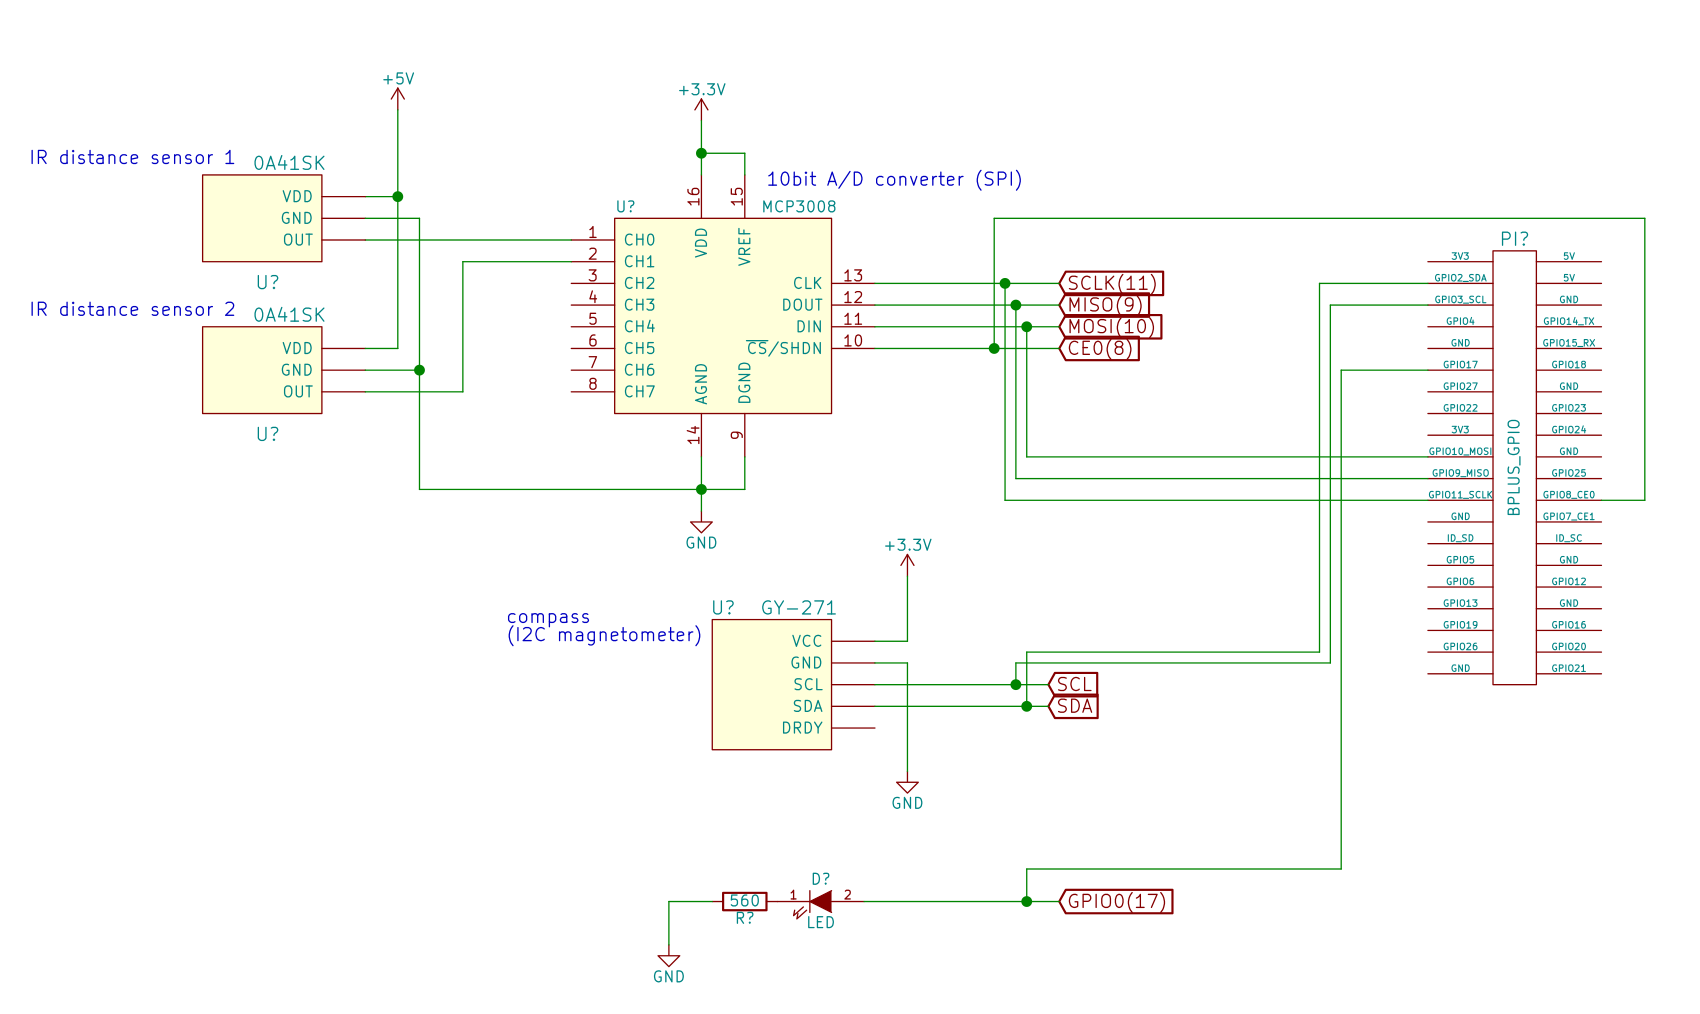 +5V
+3.3V
IR distance sensor 1
0A41SK
VDD
GND
OUT
U?
IR distance sensor 2
0A41SK
VDD
GND
OUT
U?
10bit A/D converter (SPI)
U?
MCP3008
16
15
VDD
VREF
1
CH0
2
CH1
3
CH2
4
CH3
5
CH4
6
CH5
7
CH6
8
CH7
CLK
13
DOUT
12
DIN
11
CS/SHDN
10
AGND
DGND
14
9
GND
SCLK(11)
MISO(9)
MOSI(10)
CE0(8)
PI?
BPLUS_GPIO
3V3
5V
GPIO2_SDA
5V
GPIO3_SCL
GND
GPIO4
GPIO14_TX
GND
GPIO15_RX
GPIO17
GPIO18
GPIO27
GND
GPIO22
GPIO23
3V3
GPIO24
GPIO10_MOSI
GND
GPIO9_MISO
GPIO25
GPIO11_SCLK
GPIO8_CE0
GND
GPIO7_CE1
ID_SD
ID_SC
GPIO5
GND
GPIO6
GPIO12
GPIO13
GND
GPIO19
GPIO16
GPIO26
GPIO20
GND
GPIO21
+3.3V
compass
(I2C magnetometer)
U?
GY-271
VCC
GND
SCL
SDA
DRDY
SCL
SDA
GND
D?
560
R?
1
2
LED
GPIO0(17)
GND